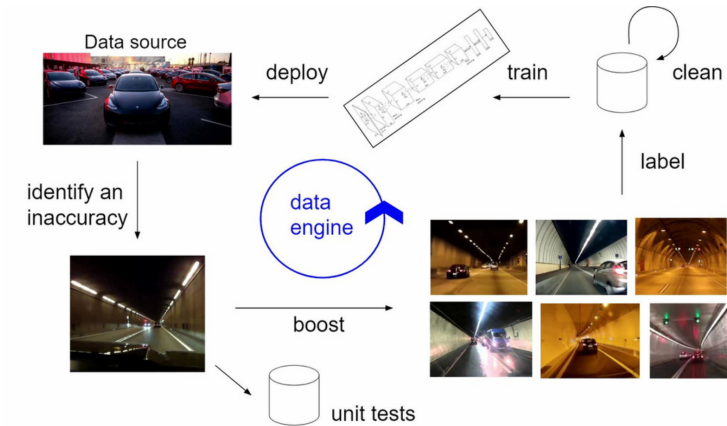 Data source
deploy
train
clean
label
identify an
inaccuracy
data
engine
boost
unit tests